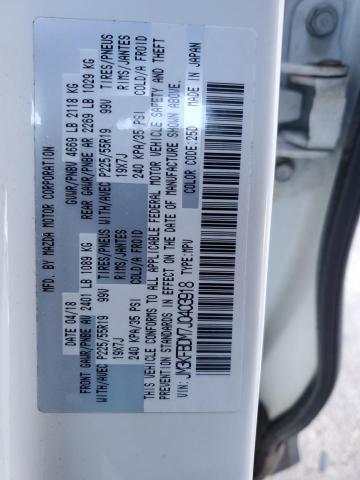 MFD. BY MAZDA MOTOR CORPORATION
DATE 04/18 GVWR/PNBV 4669 LB 2118 KG
FRONT GAWR/PNBE AV 2401 LB 1089 KG REAR GAWR/PNBE AR 2269 LB 1029 KG
WITH/AVEC P225/55R19 99V TIRES/PNEUS WITH/AVEC P225/55R19 99V TIRES/PNEUS
19X7J RIMS/JANTES 19X7J RIMS/JANTES
240 KPA/35 PSI COLD/A FROID 240 KPA/35 PSI COLD/A FROID
THIS VEHICLE CONFORMS TO ALL APPLICABLE FEDERAL MOTOR VEHICLE SAFETY AND THEFT
PREVENTION STANDARDS IN EFFECT ON THE DATE OF MANUFACTURE SHOWN ABOVE.
JM3KFBDM7J0403918 TYPE:MPV COLOR CODE:25D MADE IN JAPAN